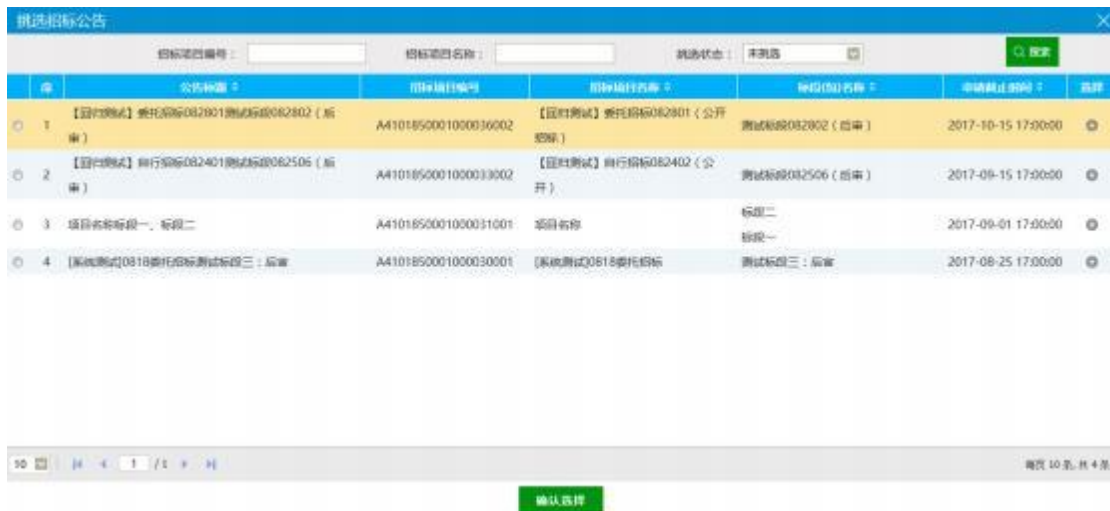 挑选招标公告
招标项目编号： 招标项目名称： 挑选状态： 未挑选 搜索
序 公告标题 招标项目编号 招标项目名称 标段(包)名称 申请截止时间 选择
1 【回归测试】委托招标082801测试标段082802（后 A4101850001000036002 【回归测试】委托招标082801（公开 测试标段082802（后审） 2017-10-15 17:00:00
审） 招标）
2 【回归测试】自行招标082401测试标段082506（后 A4101850001000033002 【回归测试】自行招标082402（公 测试标段082506（后审） 2017-09-15 17:00:00
审） 开）
3 项目名称标段一、标段二 A4101850001000031001 项目名称 标段二 2017-09-01 17:00:00
标段一
4 [系统测试]0818委托招标测试标段三：后审 A4101850001000030001 [系统测试]0818委托招标 测试标段三：后审 2017-08-25 17:00:00
10 1 /1 每页 10 条, 共 4 条
确认选择